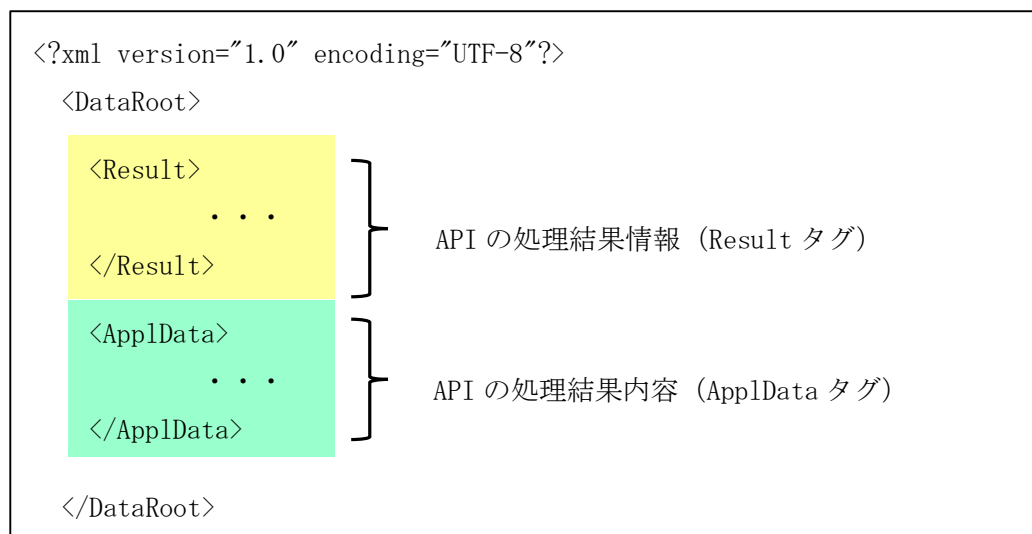 <?xml version="1.0" encoding="UTF-8"?>
<DataRoot>
<Result>
・・・
</Result>
API の処理結果情報（Result タグ）
<ApplData>
・・・
</ApplData>
API の処理結果内容（ApplData タグ）
</DataRoot>